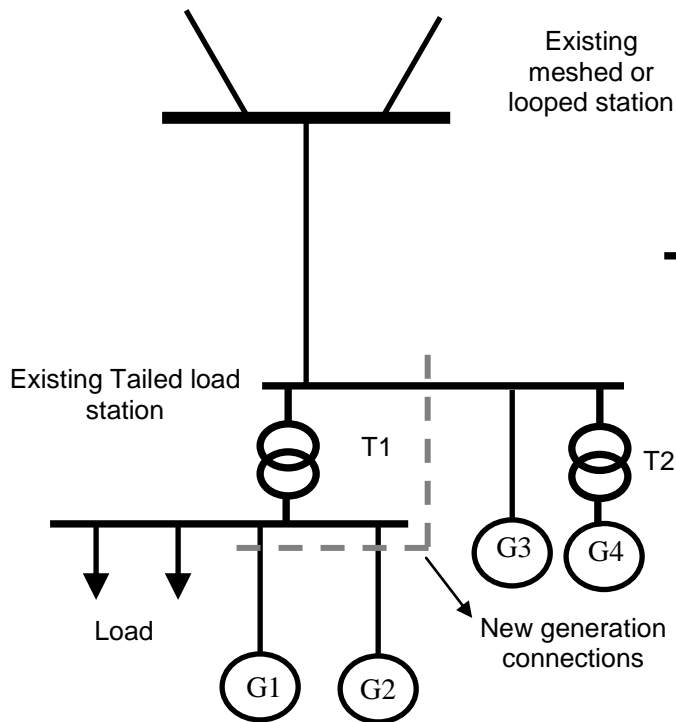 Existing
meshed or
looped station
Existing Tailed load
station
T1
T2
G3
G4
Load
New generation
connections
G1
G2